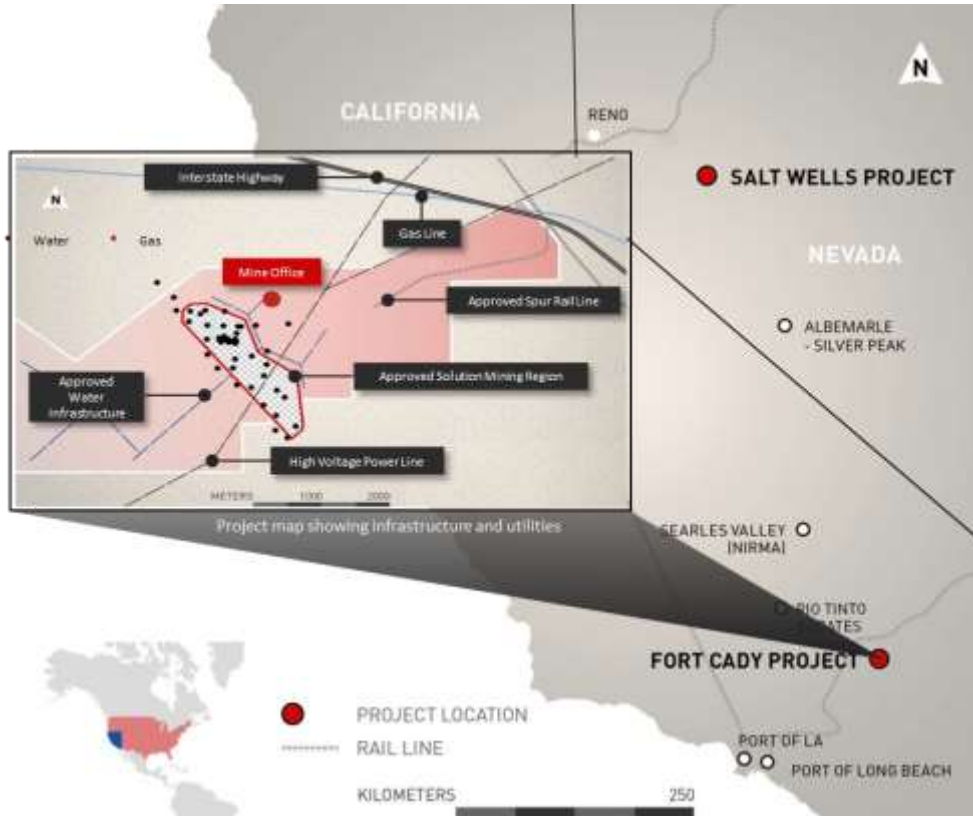 N
CALIFORNIA
RENO
SALT WELLS PROJECT
NEVADA
ALBEMARLE
- SILVER PEAK
Interstate Highway
N
Gas Line
Water
Gas
Mine Office
Approved Spur Rail Line
Approved Solution Mining Region
Approved
Water
Infrastructure
High Voltage Power Line
METERS 1000 2000
Project map showing infrastructure and utilities
SEARLES VALLEY
(NIRMA)
RIO TINTO
FORT CADY PROJECT
PROJECT LOCATION
RAIL LINE
PORT OF LA
PORT OF LONG BEACH
KILOMETERS 250